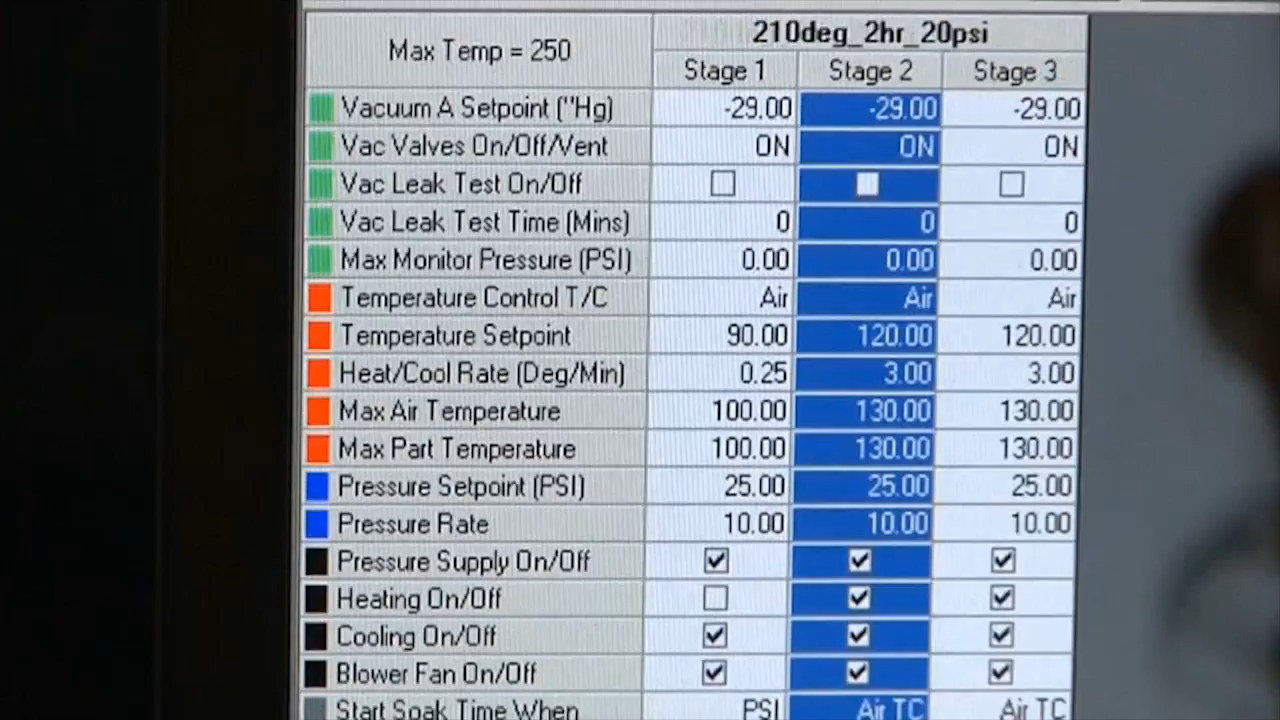 Max Temp = 250
210deg_2hr_20psi
Stage 1 Stage 2 Stage 3
Vacuum A Setpoint ("Hg) -29.00 -29.00 -29.00
Vac Valves On/Off/Vent ON ON ON
Vac Leak Test On/Off
Vac Leak Test Time (Mins) 0 0 0
Max Monitor Pressure (PSI) 0.00 0.00 0.00
Temperature Control T/C Air Air Air
Temperature Setpoint 90.00 120.00 120.00
Heat/Cool Rate (Deg/Min) 0.25 3.00 3.00
Max Air Temperature 100.00 130.00 130.00
Max Part Temperature 100.00 130.00 130.00
Pressure Setpoint (PSI) 25.00 25.00 25.00
Pressure Rate 10.00 10.00 10.00
Pressure Supply On/Off
Heating On/Off
Cooling On/Off
Blower Fan On/Off
Start Soak Time When PSI Air TC Air TC